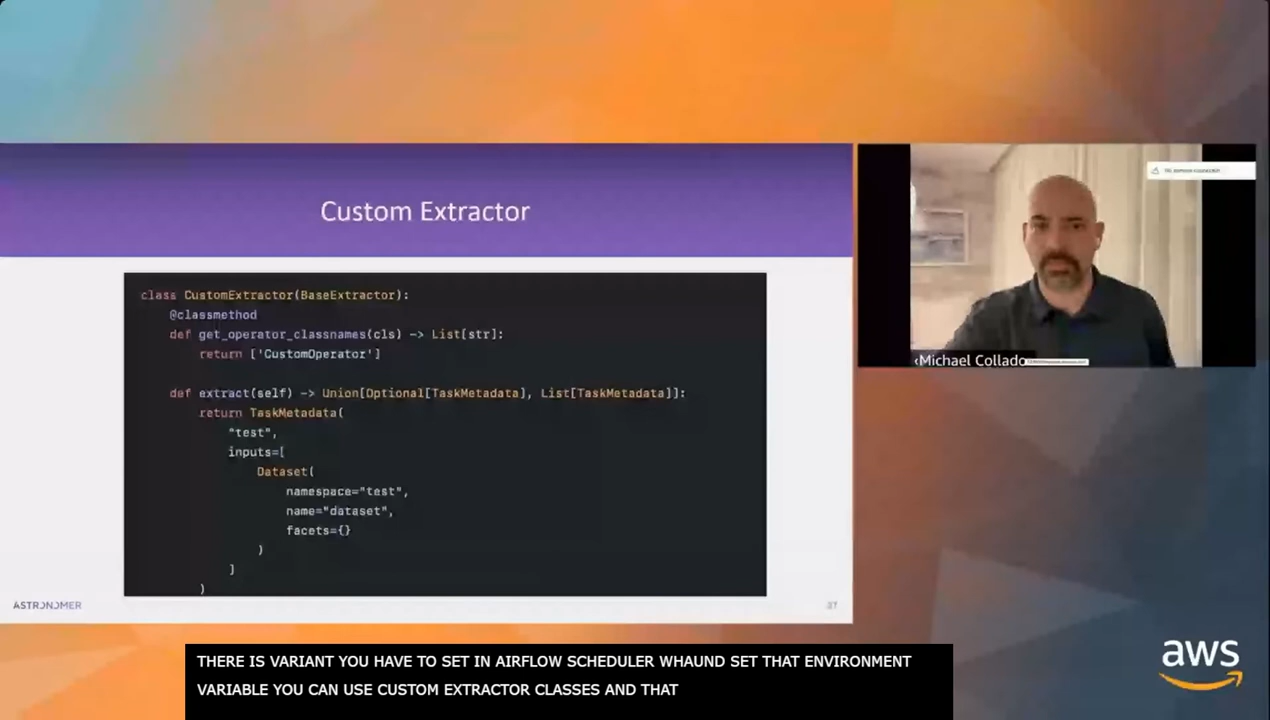 Custom Extractor
class CustomExtractor(BaseExtractor):
@classmethod
def get_operator_classnames(cls) -> List[str]:
return ['CustomOperator']
def extract(self) -> Union[Optional[TaskMetadata], List[TaskMetadata]]:
return TaskMetadata(
"test",
inputs=[
Dataset(
namespace="test",
name="dataset",
facets={}
)
]
)
ASTRONOMER
37
‹Michael Collado
THERE IS VARIANT YOU HAVE TO SET IN AIRFLOW SCHEDULER WHAUND SET THAT ENVIRONMENT
VARIABLE YOU CAN USE CUSTOM EXTRACTOR CLASSES AND THAT
aws